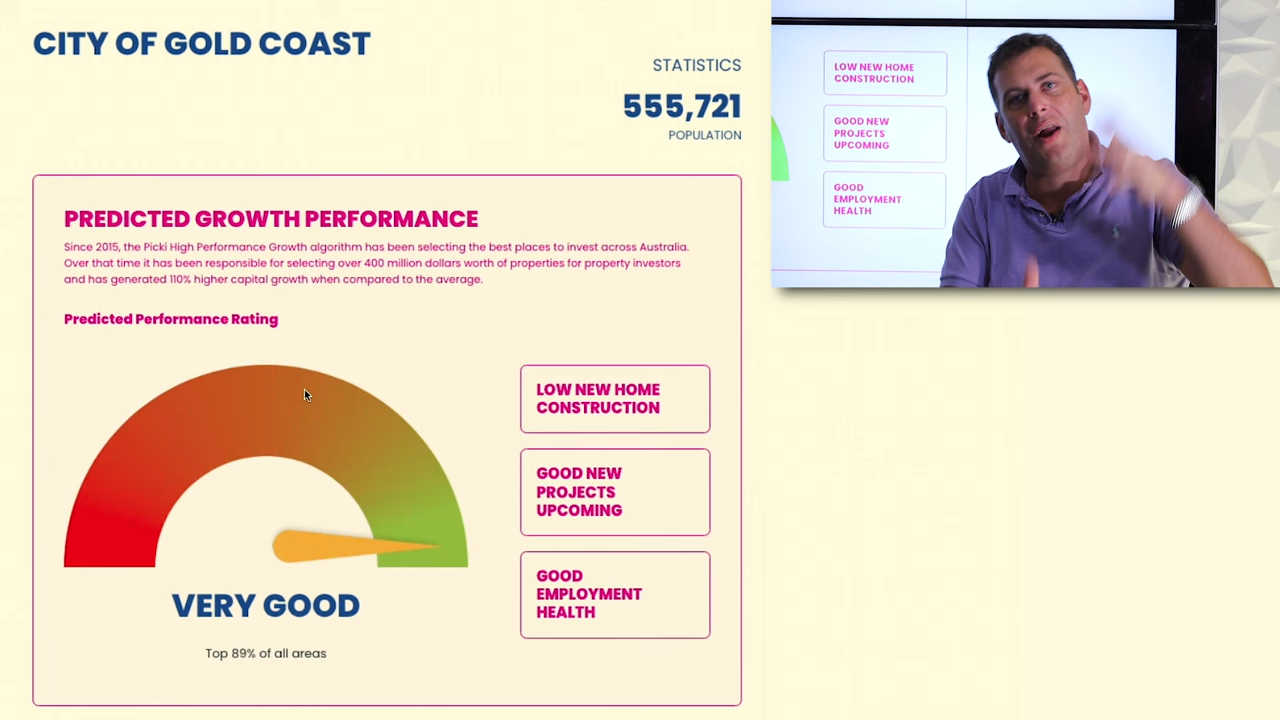 CITY OF GOLD COAST
STATISTICS
555,721
POPULATION
PREDICTED GROWTH PERFORMANCE
Since 2015, the Picki High Performance Growth algorithm has been selecting the best places to invest across Australia.
Over that time it has been responsible for selecting over 400 million dollars worth of properties for property investors
and has generated 110% higher capital growth when compared to the average.
Predicted Performance Rating
LOW NEW HOME
CONSTRUCTION
GOOD NEW
PROJECTS
UPCOMING
GOOD
EMPLOYMENT
HEALTH
VERY GOOD
Top 89% of all areas
LOW NEW HOME
CONSTRUCTION
GOOD NEW
PROJECTS
UPCOMING
GOOD
EMPLOYMENT
HEALTH